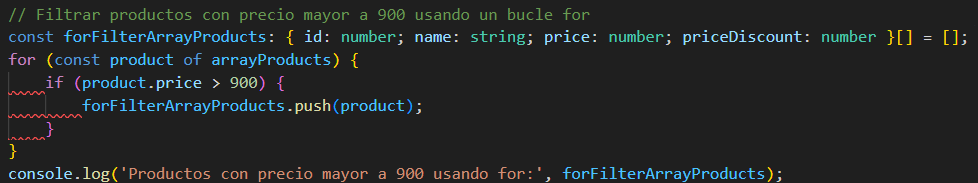 // Filtrar productos con precio mayor a 900 usando un bucle for
const forFilterArrayProducts: { id: number; name: string; price: number; priceDiscount: number }[] = [];
for (const product of arrayProducts) {
    if (product.price > 900) {
        forFilterArrayProducts.push(product);
    }
}
console.log('Productos con precio mayor a 900 usando for:', forFilterArrayProducts);